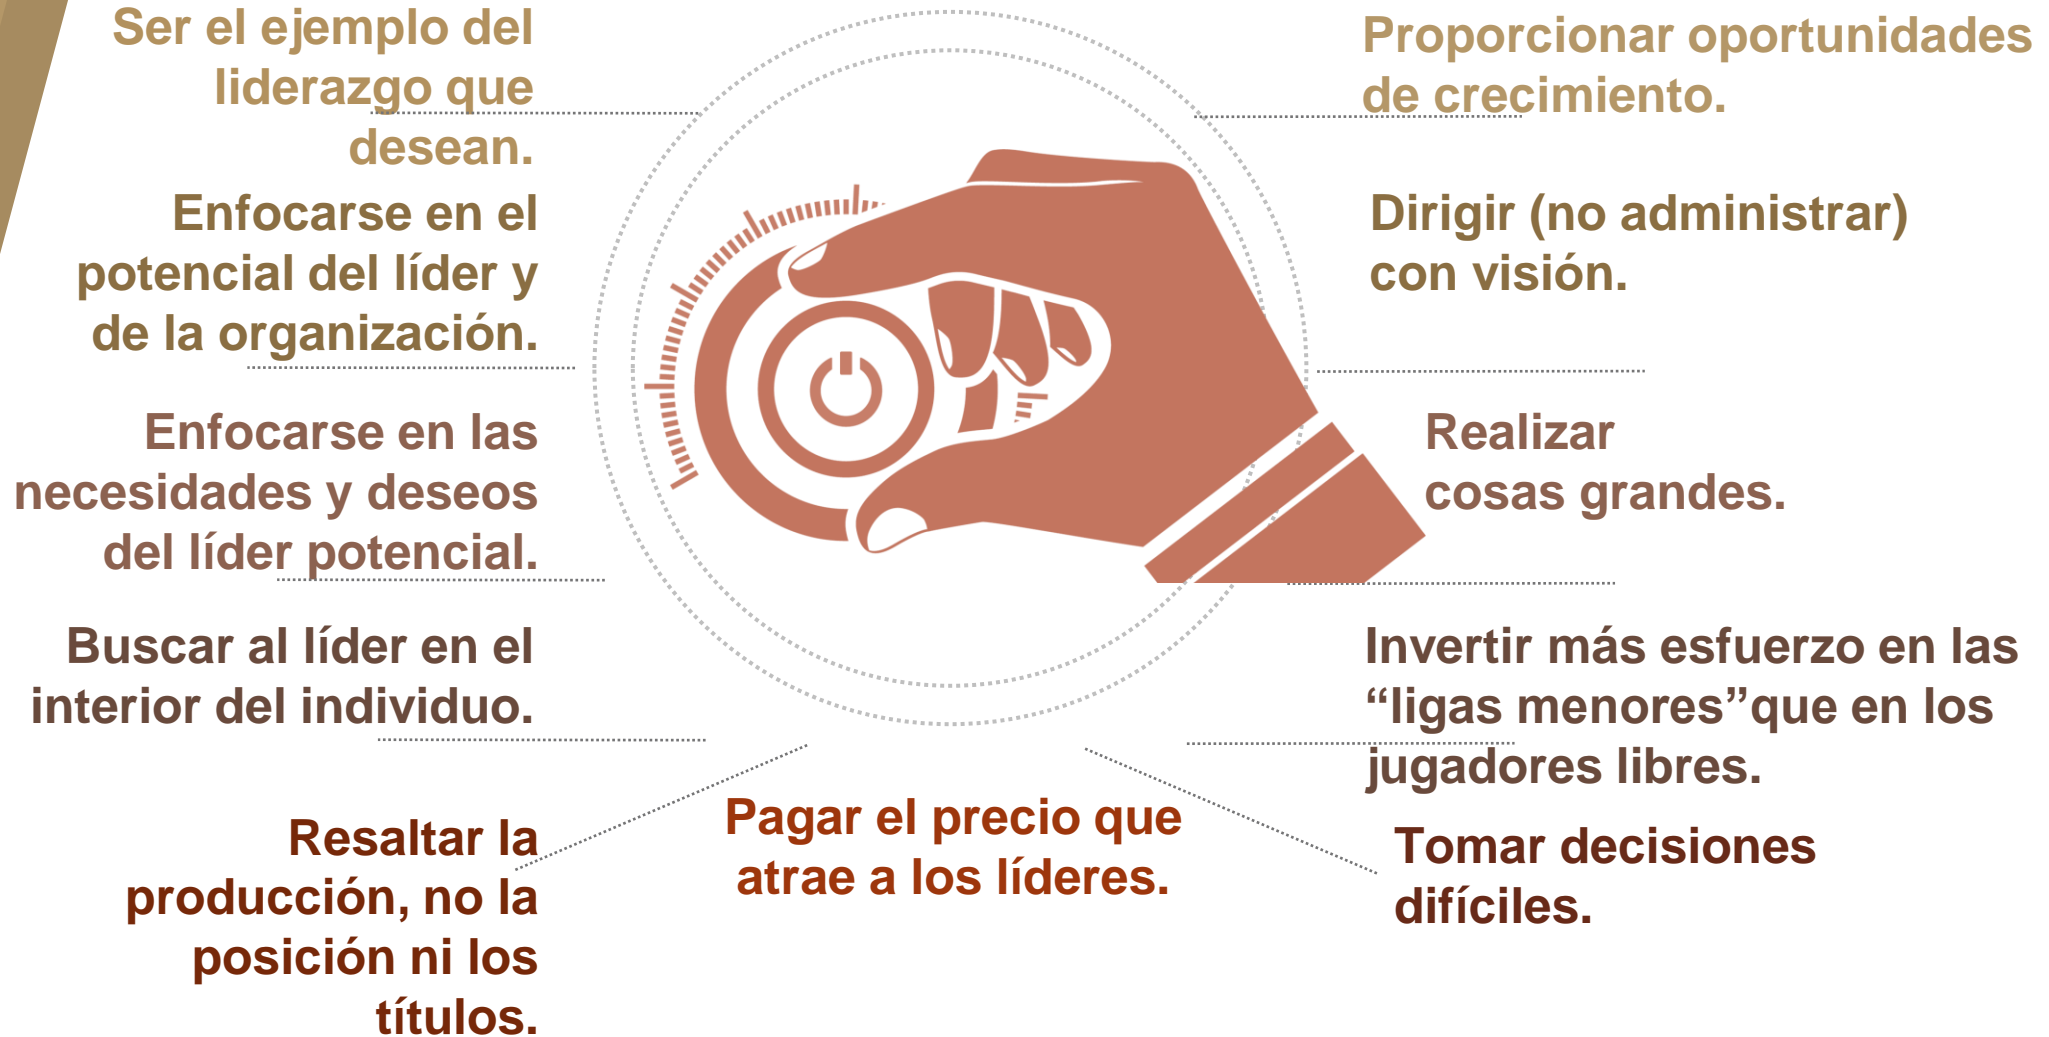 Ser el ejemplo del
liderazgo que
desean.
Enfocarse en el
potencial del líder y
de la organización.
Enfocarse en las
necesidades y deseos
del líder potencial.
Buscar al líder en el
interior del individuo.
Resaltar la
producción, no la
posición ni los
títulos.
Pagar el precio que
atrae a los líderes.
Proporcionar oportunidades
de crecimiento.
Dirigir (no administrar)
con visión.
Realizar
cosas grandes.
Invertir más esfuerzo en las
“ligas menores”que en los
jugadores libres.
Tomar decisiones
difíciles.